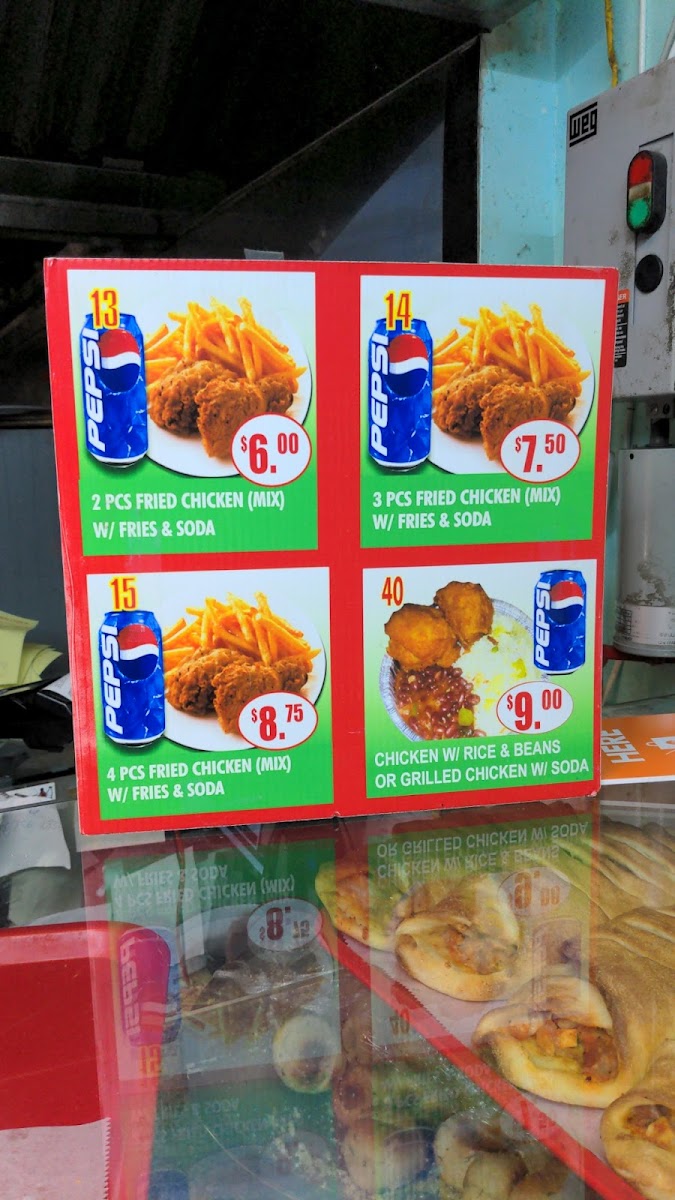 weg
13
PEPSI
$6.00
2 PCS FRIED CHICKEN (MIX)
W/ FRIES & SODA
14
PEPSI
$7.50
3 PCS FRIED CHICKEN (MIX)
W/ FRIES & SODA
15
PEPSI
$8.75
4 PCS FRIED CHICKEN (MIX)
W/ FRIES & SODA
40
PEPSI
$9.00
CHICKEN W/ RICE & BEANS
OR GRILLED CHICKEN W/ SODA
HERE